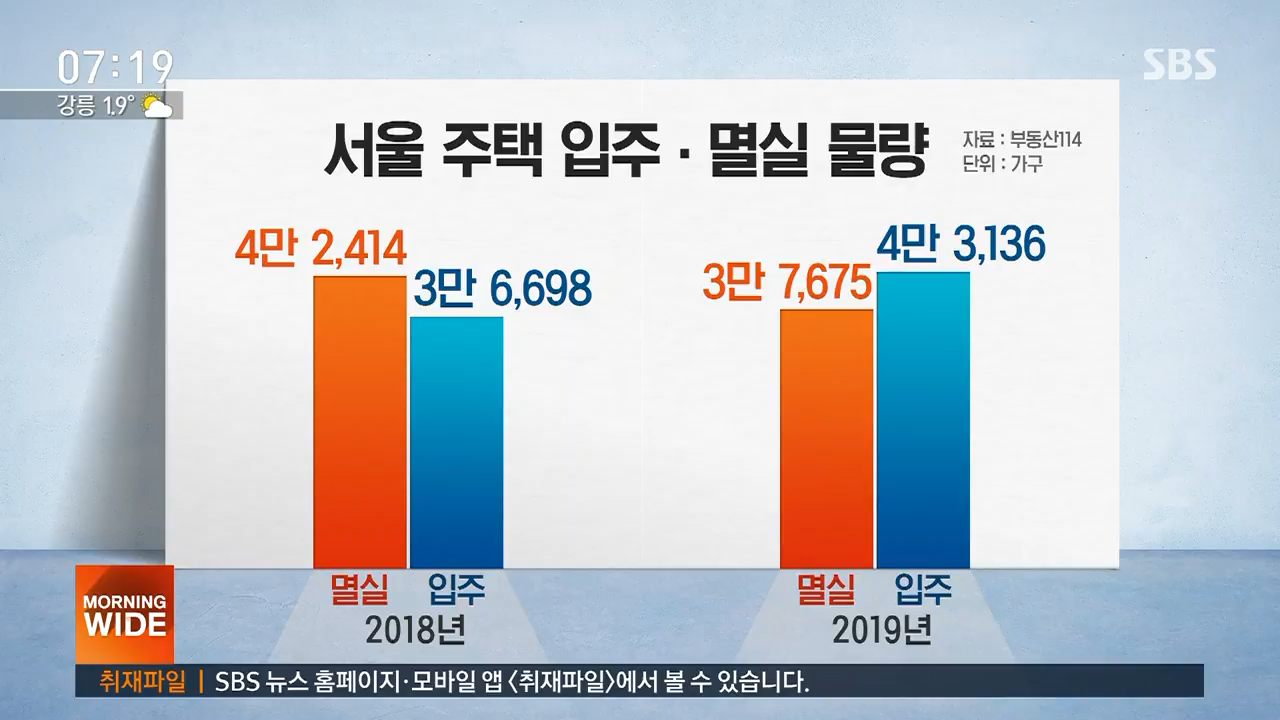 07:19
SBS
강릉 1.9°
서울 주택 입주·멸실 물량
자료 : 부동산114
단위 : 가구
4만 2,414
3만 6,698
3만 7,675
4만 3,136
멸실 입주
멸실 입주
2018년
2019년
MORNING
WIDE
취재파일 | SBS 뉴스 홈페이지·모바일 앱 〈취재파일〉에서 볼 수 있습니다.